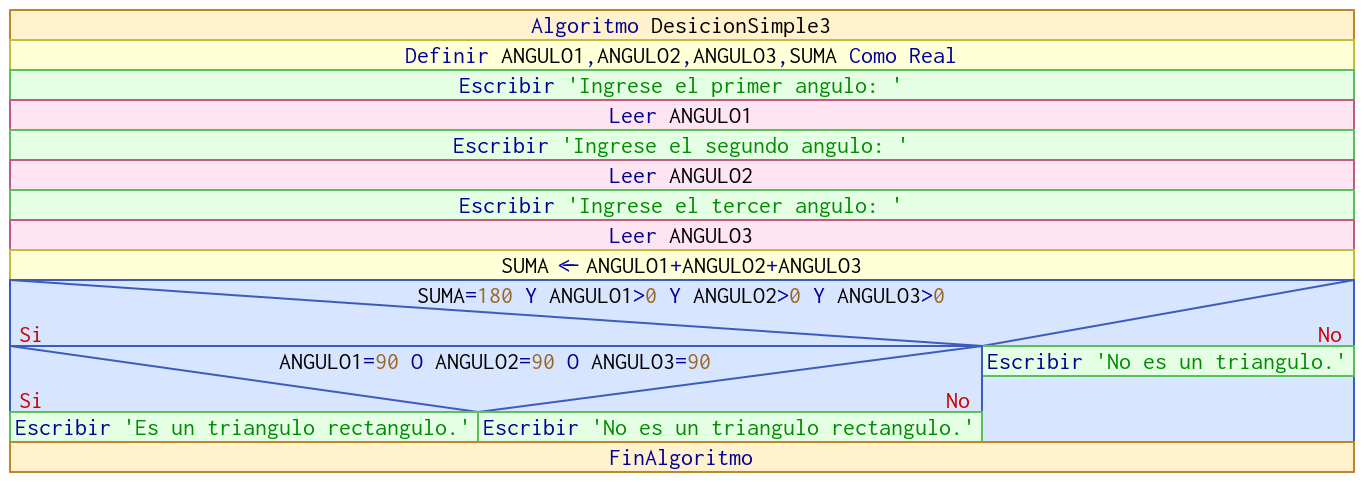 Algoritmo DesicionSimple3
Definir ANGULO1,ANGULO2,ANGULO3,SUMA Como Real
Escribir 'Ingrese el primer angulo: '
Leer ANGULO1
Escribir 'Ingrese el segundo angulo: '
Leer ANGULO2
Escribir 'Ingrese el tercer angulo: '
Leer ANGULO3
SUMA ← ANGULO1+ANGULO2+ANGULO3
SUMA=180 Y ANGULO1>0 Y ANGULO2>0 Y ANGULO3>0
Si No
ANGULO1=90 O ANGULO2=90 O ANGULO3=90
Escribir 'No es un triangulo.'
Si No
Escribir 'Es un triangulo rectangulo.'
Escribir 'No es un triangulo rectangulo.'
FinAlgoritmo